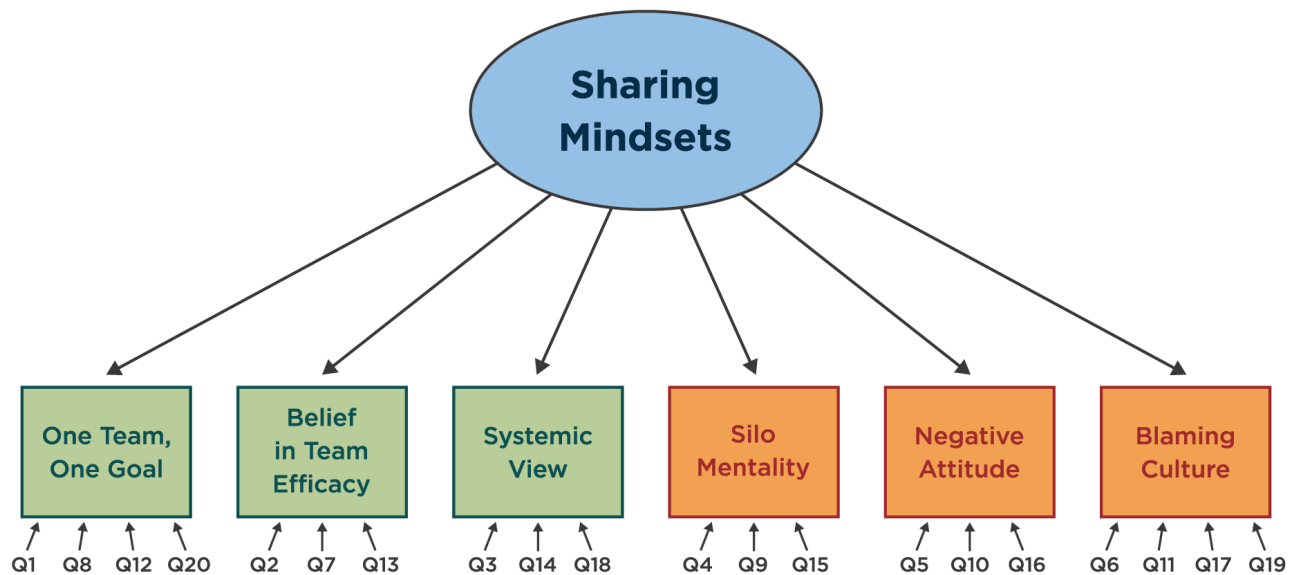 Sharing
Mindsets
One Team,
One Goal
Belief
in Team
Efficacy
Systemic
View
Silo
Mentality
Negative
Attitude
Blaming
Culture
Q1 Q8 Q12 Q20 Q2 Q7 Q13 Q3 Q14 Q18 Q4 Q9 Q15 Q5 Q10 Q16 Q6 Q11 Q17 Q19